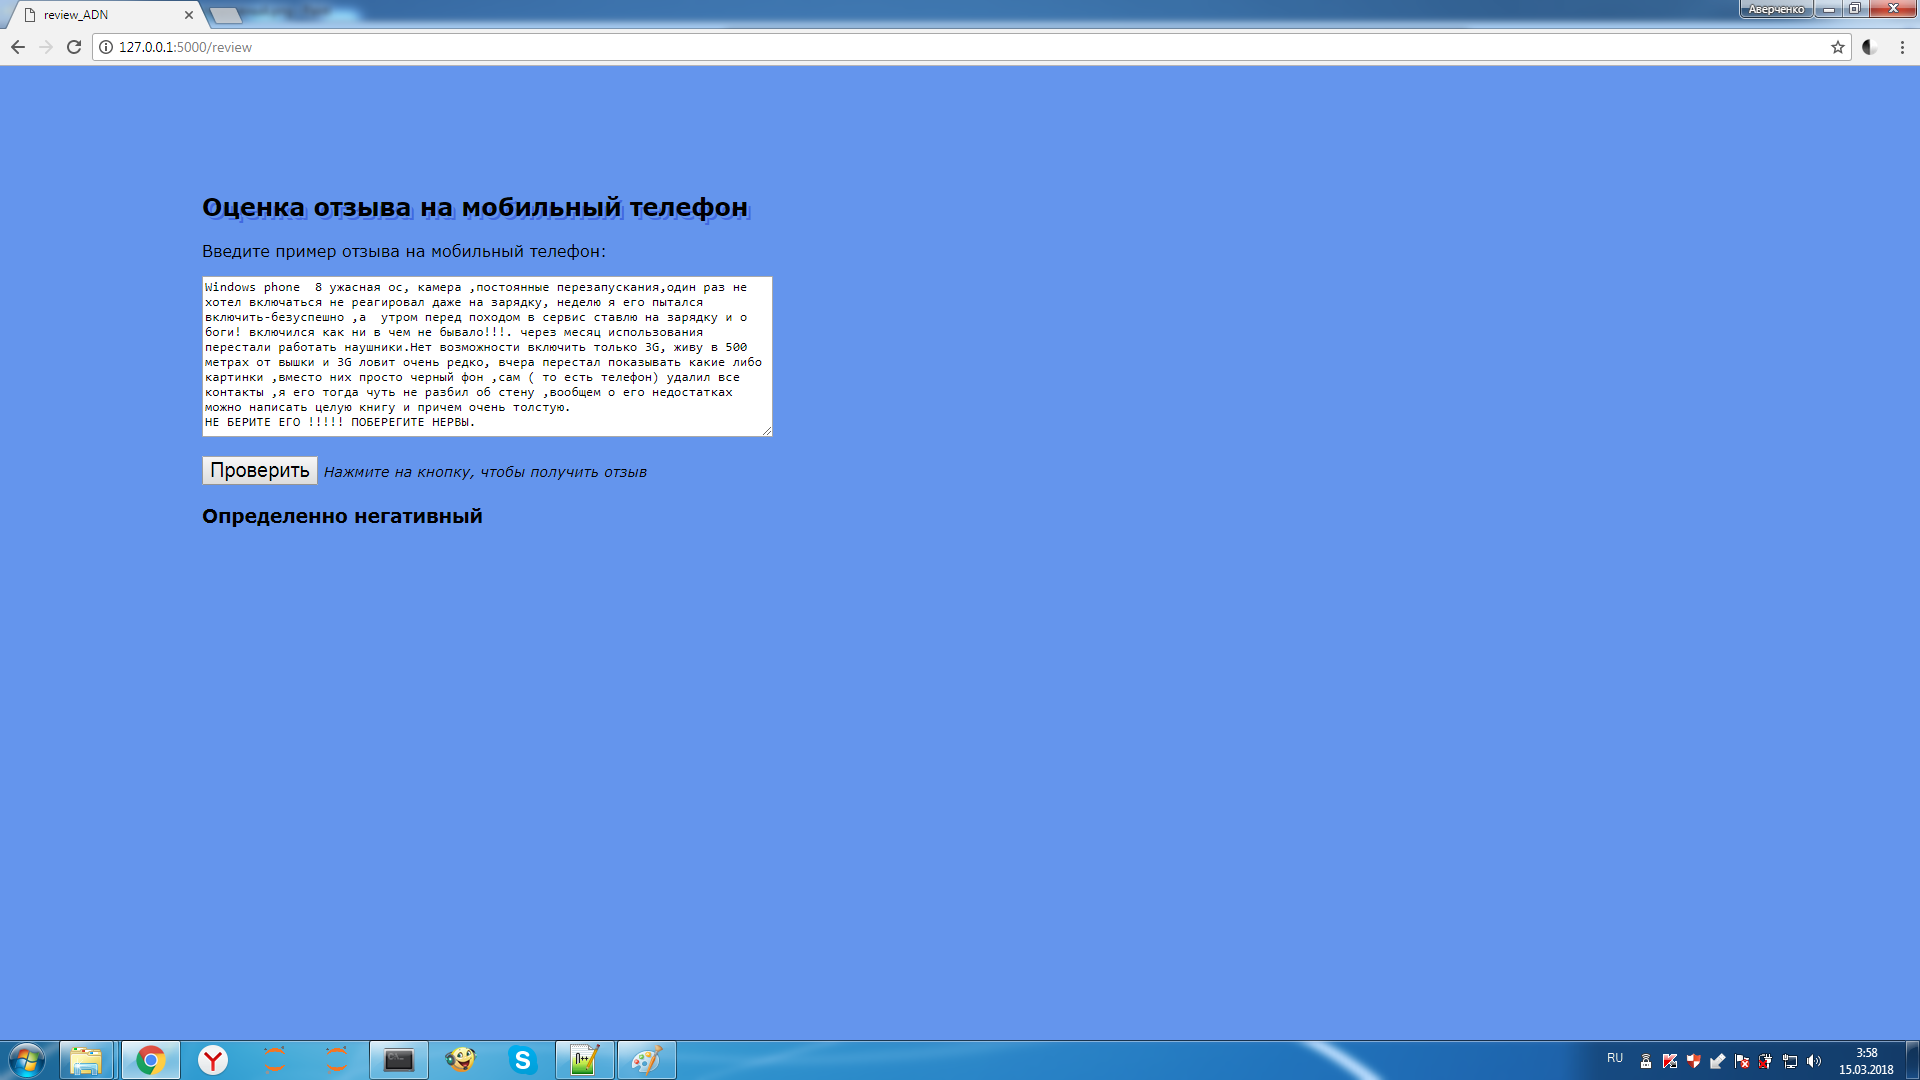 review_ADN
Аверченко
127.0.0.1:5000/review
Оценка отзыва на мобильный телефон
Введите пример отзыва на мобильный телефон:
Windows phone  8 ужасная ос, камера ,постоянные перезапускания,один раз не
хотел включаться не реагировал даже на зарядку, неделю я его пытался
включить-безуспешно ,а  утром перед походом в сервис ставлю на зарядку и о
боги! включился как ни в чем не бывало!!!. через месяц использования
перестали работать наушники.Нет возможности включить только 3G, живу в 500
метрах от вышки и 3G ловит очень редко, вчера перестал показывать какие либо
картинки ,вместо них просто черный фон ,сам ( то есть телефон) удалил все
контакты ,я его тогда чуть не разбил об стену ,вообщем о его недостатках
можно написать целую книгу и причем очень толстую.
НЕ БЕРИТЕ ЕГО !!!!! ПОБЕРЕГИТЕ НЕРВЫ.
Проверить Нажмите на кнопку, чтобы получить отзыв
Определенно негативный
RU
3:58
15.03.2018